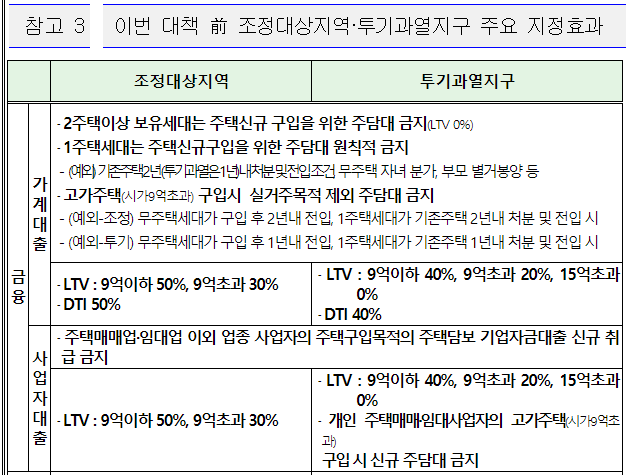 참고 3 이번 대책 前 조정대상지역·투기과열지구 주요 지정효과
조정대상지역 투기과열지구
금융
가계대출
- 2주택이상 보유세대는 주택신규 구입을 위한 주담대 금지(LTV 0%)
- 1주택세대는 주택신규구입을 위한 주담대 원칙적 금지
- (예외) 기존주택2년(투기과열은1년)내처분및전입조건 무주택 자녀 분가, 부모 별거봉양 등
- 고가주택(시가9억초과) 구입시 실거주목적 제외 주담대 금지
- (예외-조정) 무주택세대가 구입 후 2년내 전입, 1주택세대가 기존주택 2년내 처분 및 전입 시
- (예외-투기) 무주택세대가 구입 후 1년내 전입, 1주택세대가 기존주택 1년내 처분 및 전입 시
- LTV : 9억이하 50%, 9억초과 30%
- DTI 50%
- LTV : 9억이하 40%, 9억초과 20%, 15억초과
0%
- DTI 40%
사업자대출
- 주택매매업·임대업 이외 업종 사업자의 주택구입목적의 주택담보 기업자금대출 신규 취
급 금지
- LTV : 9억이하 50%, 9억초과 30%
- LTV : 9억이하 40%, 9억초과 20%, 15억초과
0%
- 개인 주택매매·임대사업자의 고가주택(시가9억초
과)
구입 시 신규 주담대 금지